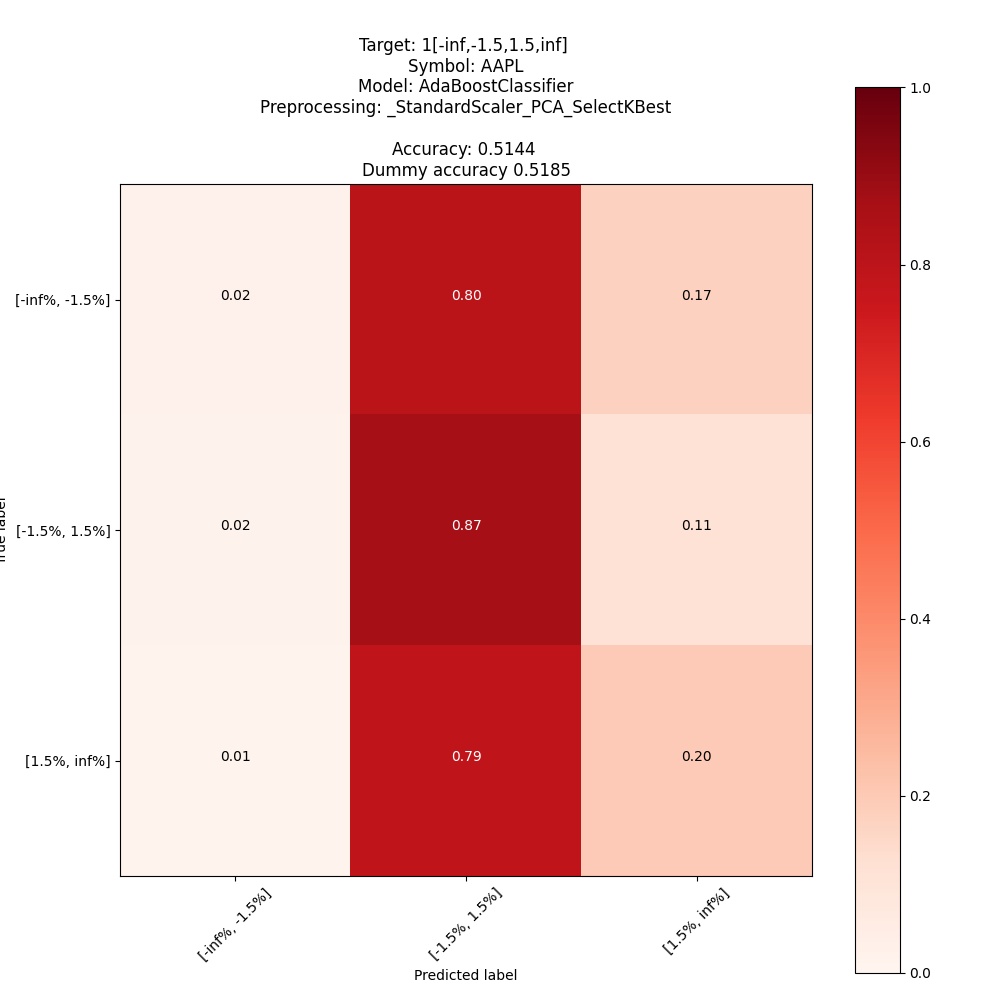 Target: 1[-inf,-1.5,1.5,inf]
Symbol: AAPL
Model: AdaBoostClassifier
Preprocessing: _StandardScaler_PCA_SelectKBest
Accuracy: 0.5144
Dummy accuracy 0.5185
[-inf%, -1.5%]
0.02
0.80
0.17
[-1.5%, 1.5%]
0.02
0.87
0.11
[1.5%, inf%]
0.01
0.79
0.20
[-inf%, -1.5%]
[-1.5%, 1.5%]
[1.5%, inf%]
Predicted label
True label
1.0
0.8
0.6
0.4
0.2
0.0